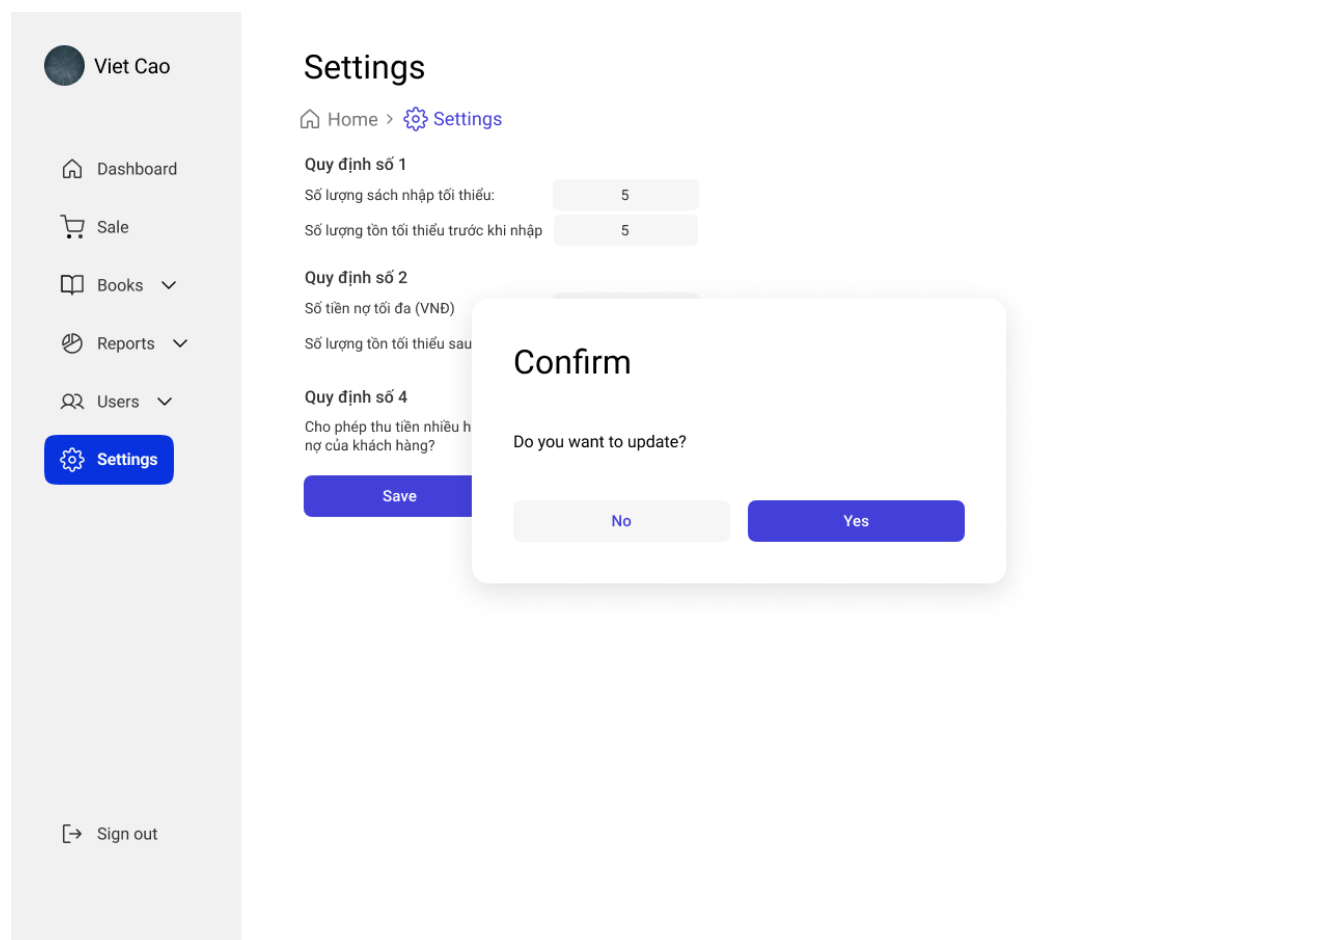 Viet Cao
Dashboard
Sale
Books
Reports
Users
Settings
Sign out
Settings
Home > Settings
Quy định số 1
Số lượng sách nhập tối thiểu: 5
Số lượng tồn tối thiểu trước khi nhập 5
Quy định số 2
Số tiền nợ tối đa (VNĐ)
Số lượng tồn tối thiểu sau
Quy định số 4
Cho phép thu tiền nhiều
nợ của khách hàng?
Save
Confirm
Do you want to update?
No Yes